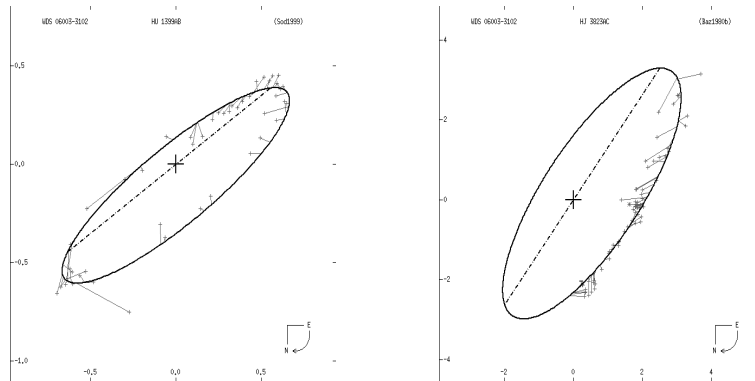 WDS 06003-3102 HU 1399AB (Sod1999)
0.5
0.0
-0.5
-1.0
-0.5 0.0 0.5
E
N
WDS 06003-3102 HJ 3823AC (Baz1980b)
4
2
0
-2
-4
-2 0 2 4
E
N